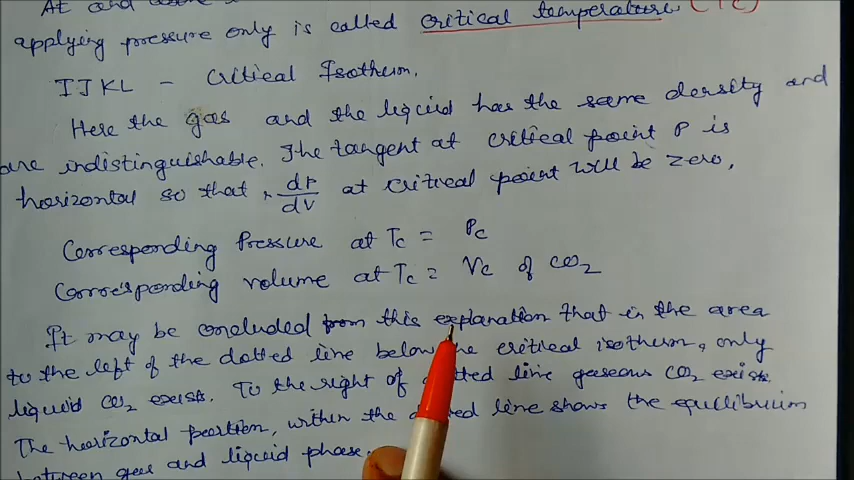 At and
applying pressure only is called critical temperature (Tc)
IJKL - Critical Isotherm.
Here the gas and the liquid has the same density and
are indistinguishable. The tangent at critical point P is
horizontal so that, dP/dV at critical point will be zero,
Corresponding Pressure at Tc = Pc
Corresponding volume at Tc = Vc of CO2
It may be concluded from this explanation that in the area
to the left of the dotted line below the critical isotherm, only
liquid CO2 exists. To the right of dotted line gaseous CO2 exists.
The horizontal portion, within the dotted line shows the equilibrium
between gas and liquid phase.